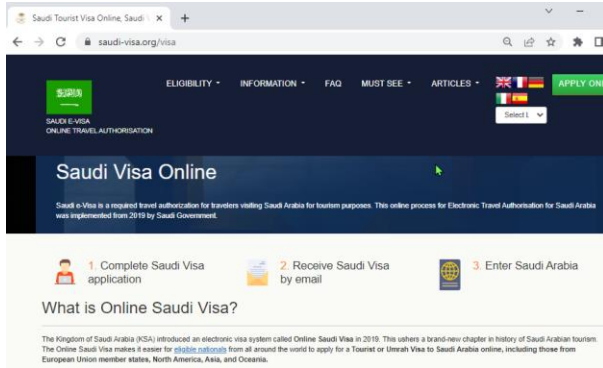 Saudi Tourist Visa Online, Saudi
saudi-visa.org/visa
ELIGIBILITY INFORMATION FAQ MUST SEE ARTICLES
APPLY ONL
Select L
SAUDI E-VISA
ONLINE TRAVEL AUTHORISATION
Saudi Visa Online
Saudi e-Visa is a required travel authorization for travelers visiting Saudi Arabia for tourism purposes. This online process for Electronic Travel Authorisation for Saudi Arabia
was implemented from 2019 by Saudi Government.
1. Complete Saudi Visa
application
2. Receive Saudi Visa
by email
3. Enter Saudi Arabia
What is Online Saudi Visa?
The Kingdom of Saudi Arabia (KSA) introduced an electronic visa system called Online Saudi Visa in 2019. This ushers a brand-new chapter in history of Saudi Arabian tourism.
The Online Saudi Visa makes it easier for eligible nationals from all around the world to apply for a Tourist or Umrah Visa to Saudi Arabia online, including those from
European Union member states, North America, Asia, and Oceania.